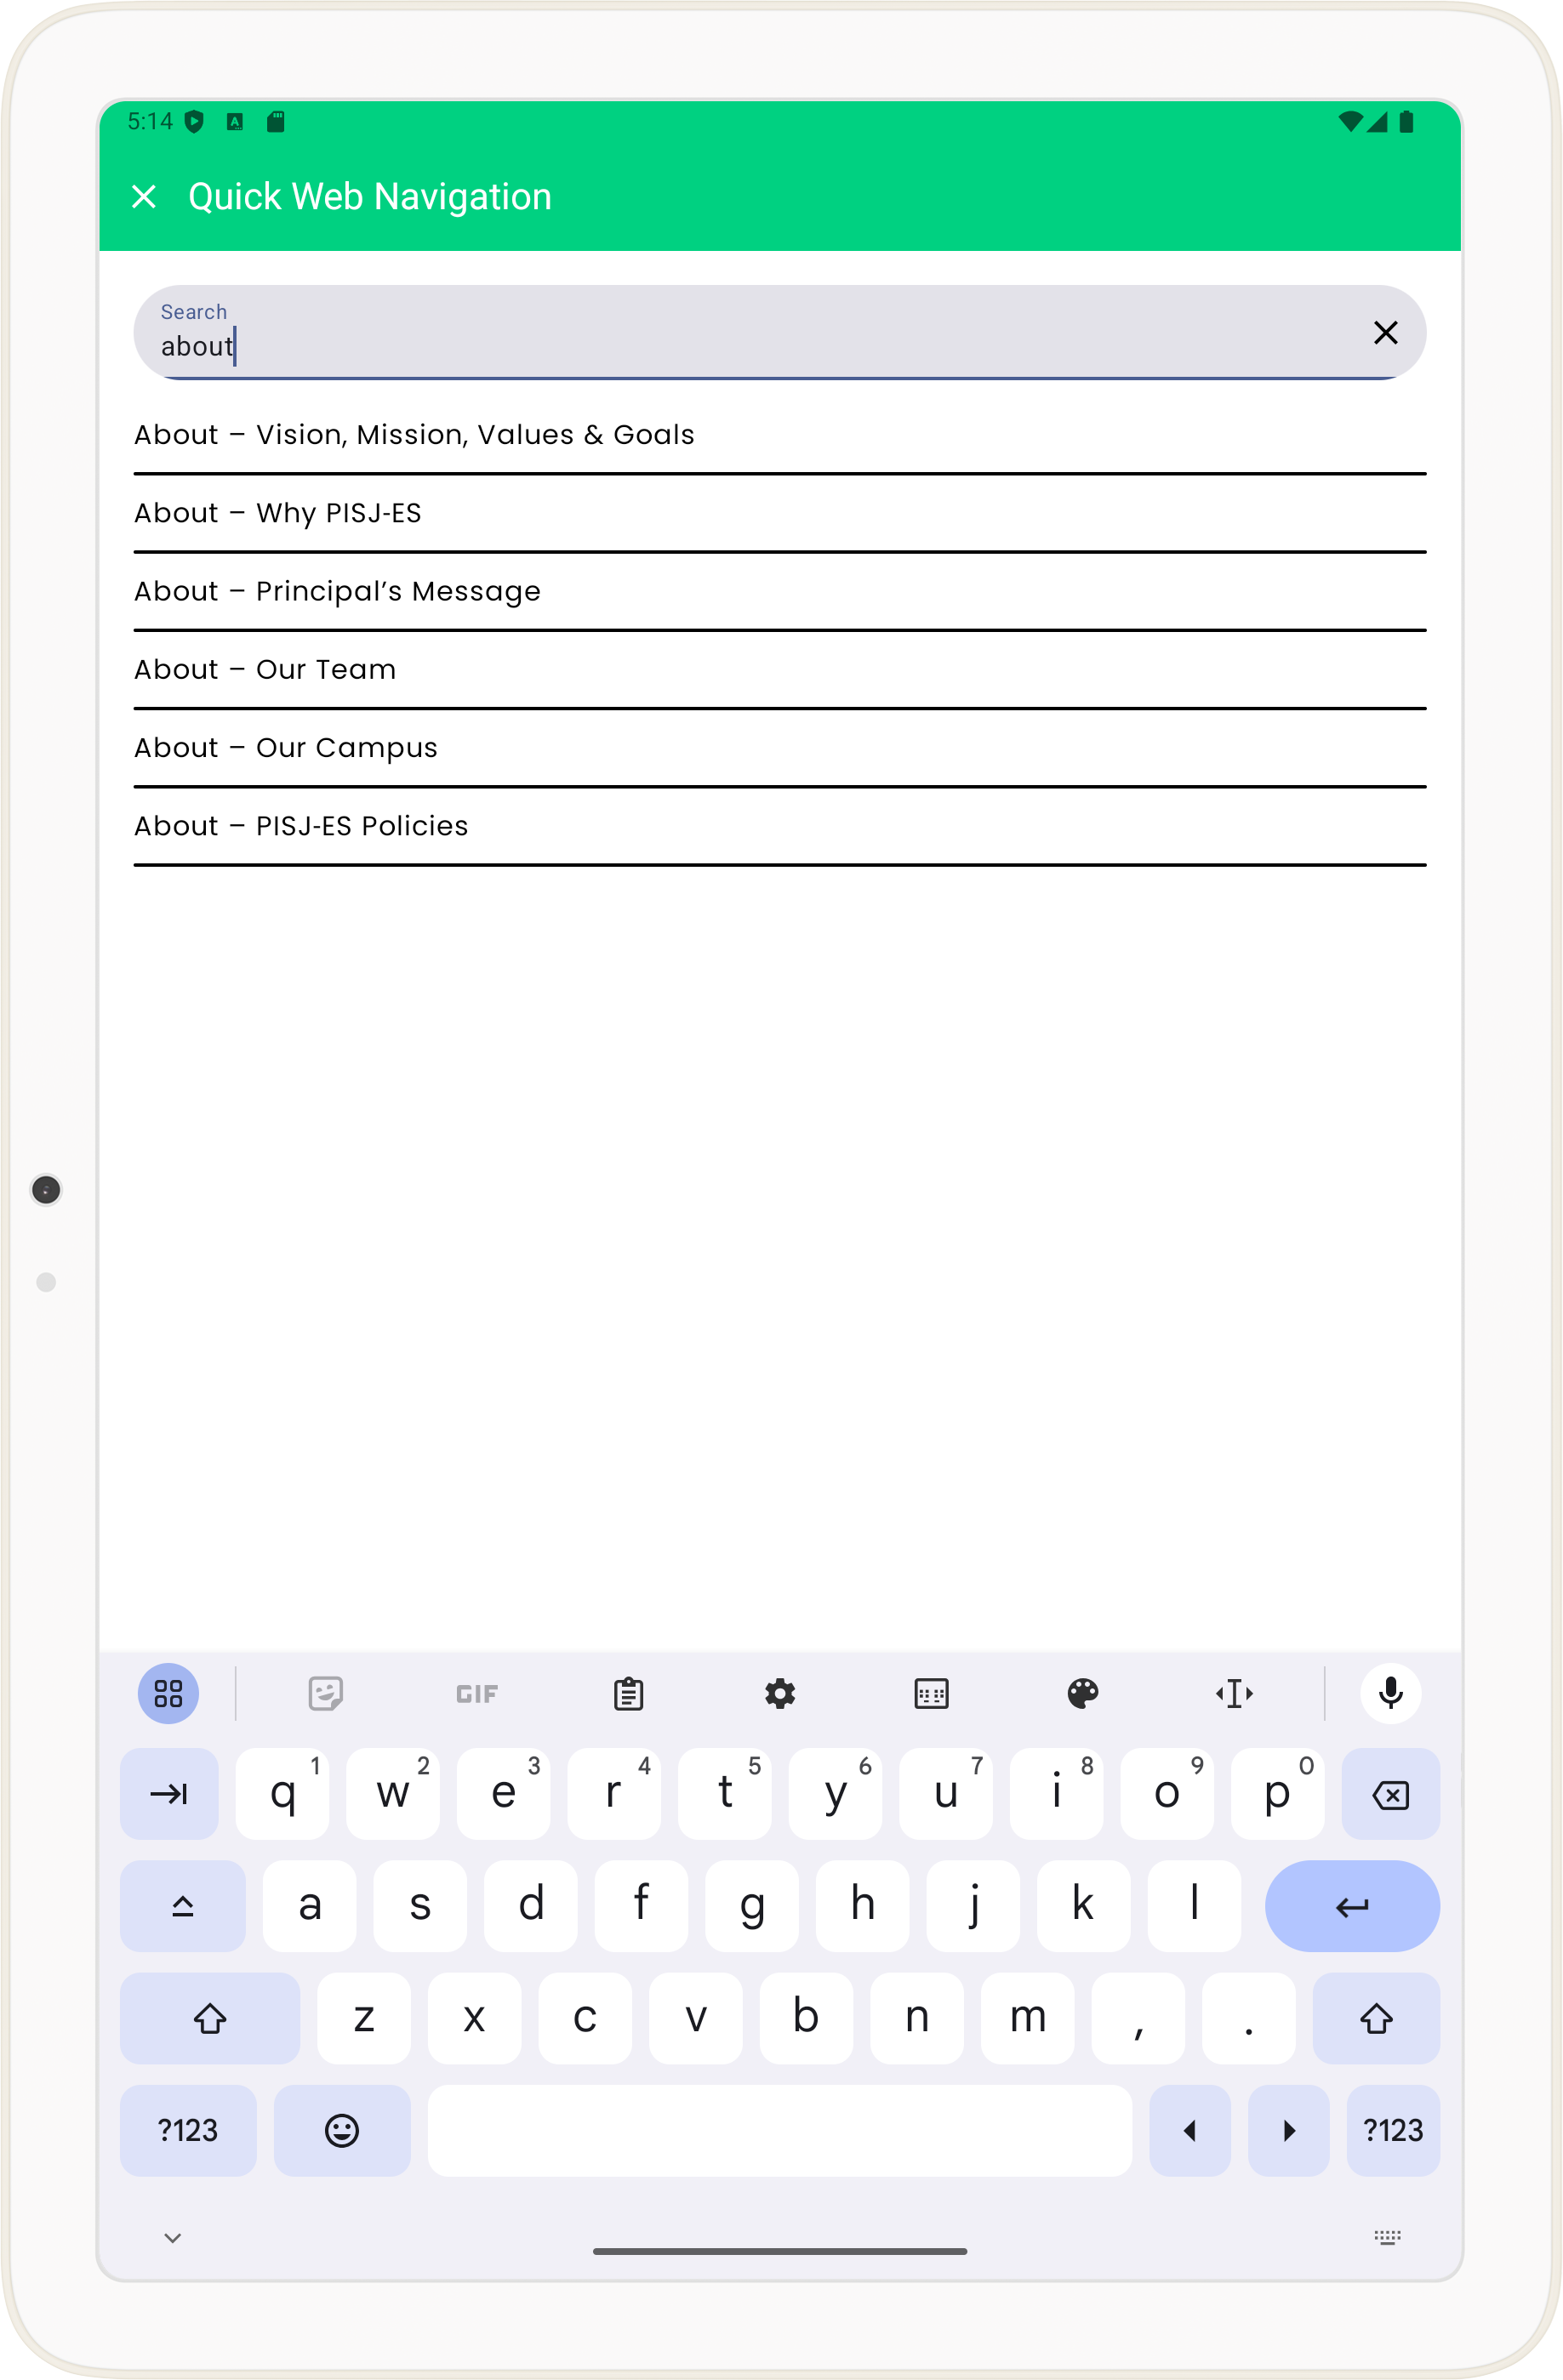 5:14
Quick Web Navigation
Search
about
About – Vision, Mission, Values & Goals
About – Why PISJ-ES
About – Principal’s Message
About – Our Team
About – Our Campus
About – PISJ-ES Policies
GIF
q 1 w 2 e 3 r 4 t 5 y 6 u 7 i 8 o 9 p 0
a s d f g h j k l
z x c v b n m , .
?123 ?123